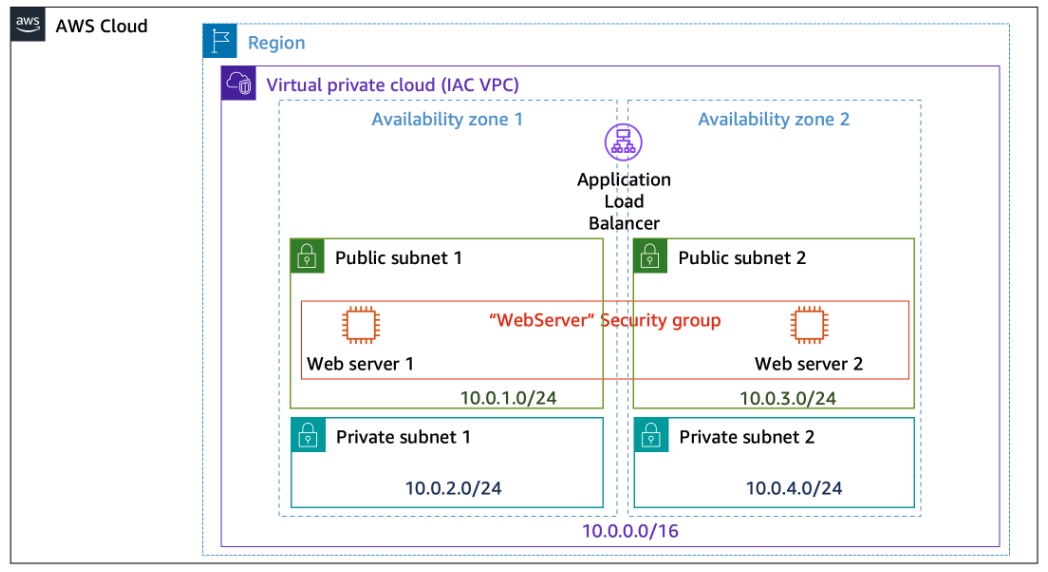 aws
AWS Cloud
Region
Virtual private cloud (IAC VPC)
Availability zone 1
Availability zone 2
Application
Load
Balancer
Public subnet 1
Public subnet 2
“WebServer” Security group
Web server 1
Web server 2
10.0.1.0/24
10.0.3.0/24
Private subnet 1
Private subnet 2
10.0.2.0/24
10.0.4.0/24
10.0.0.0/16